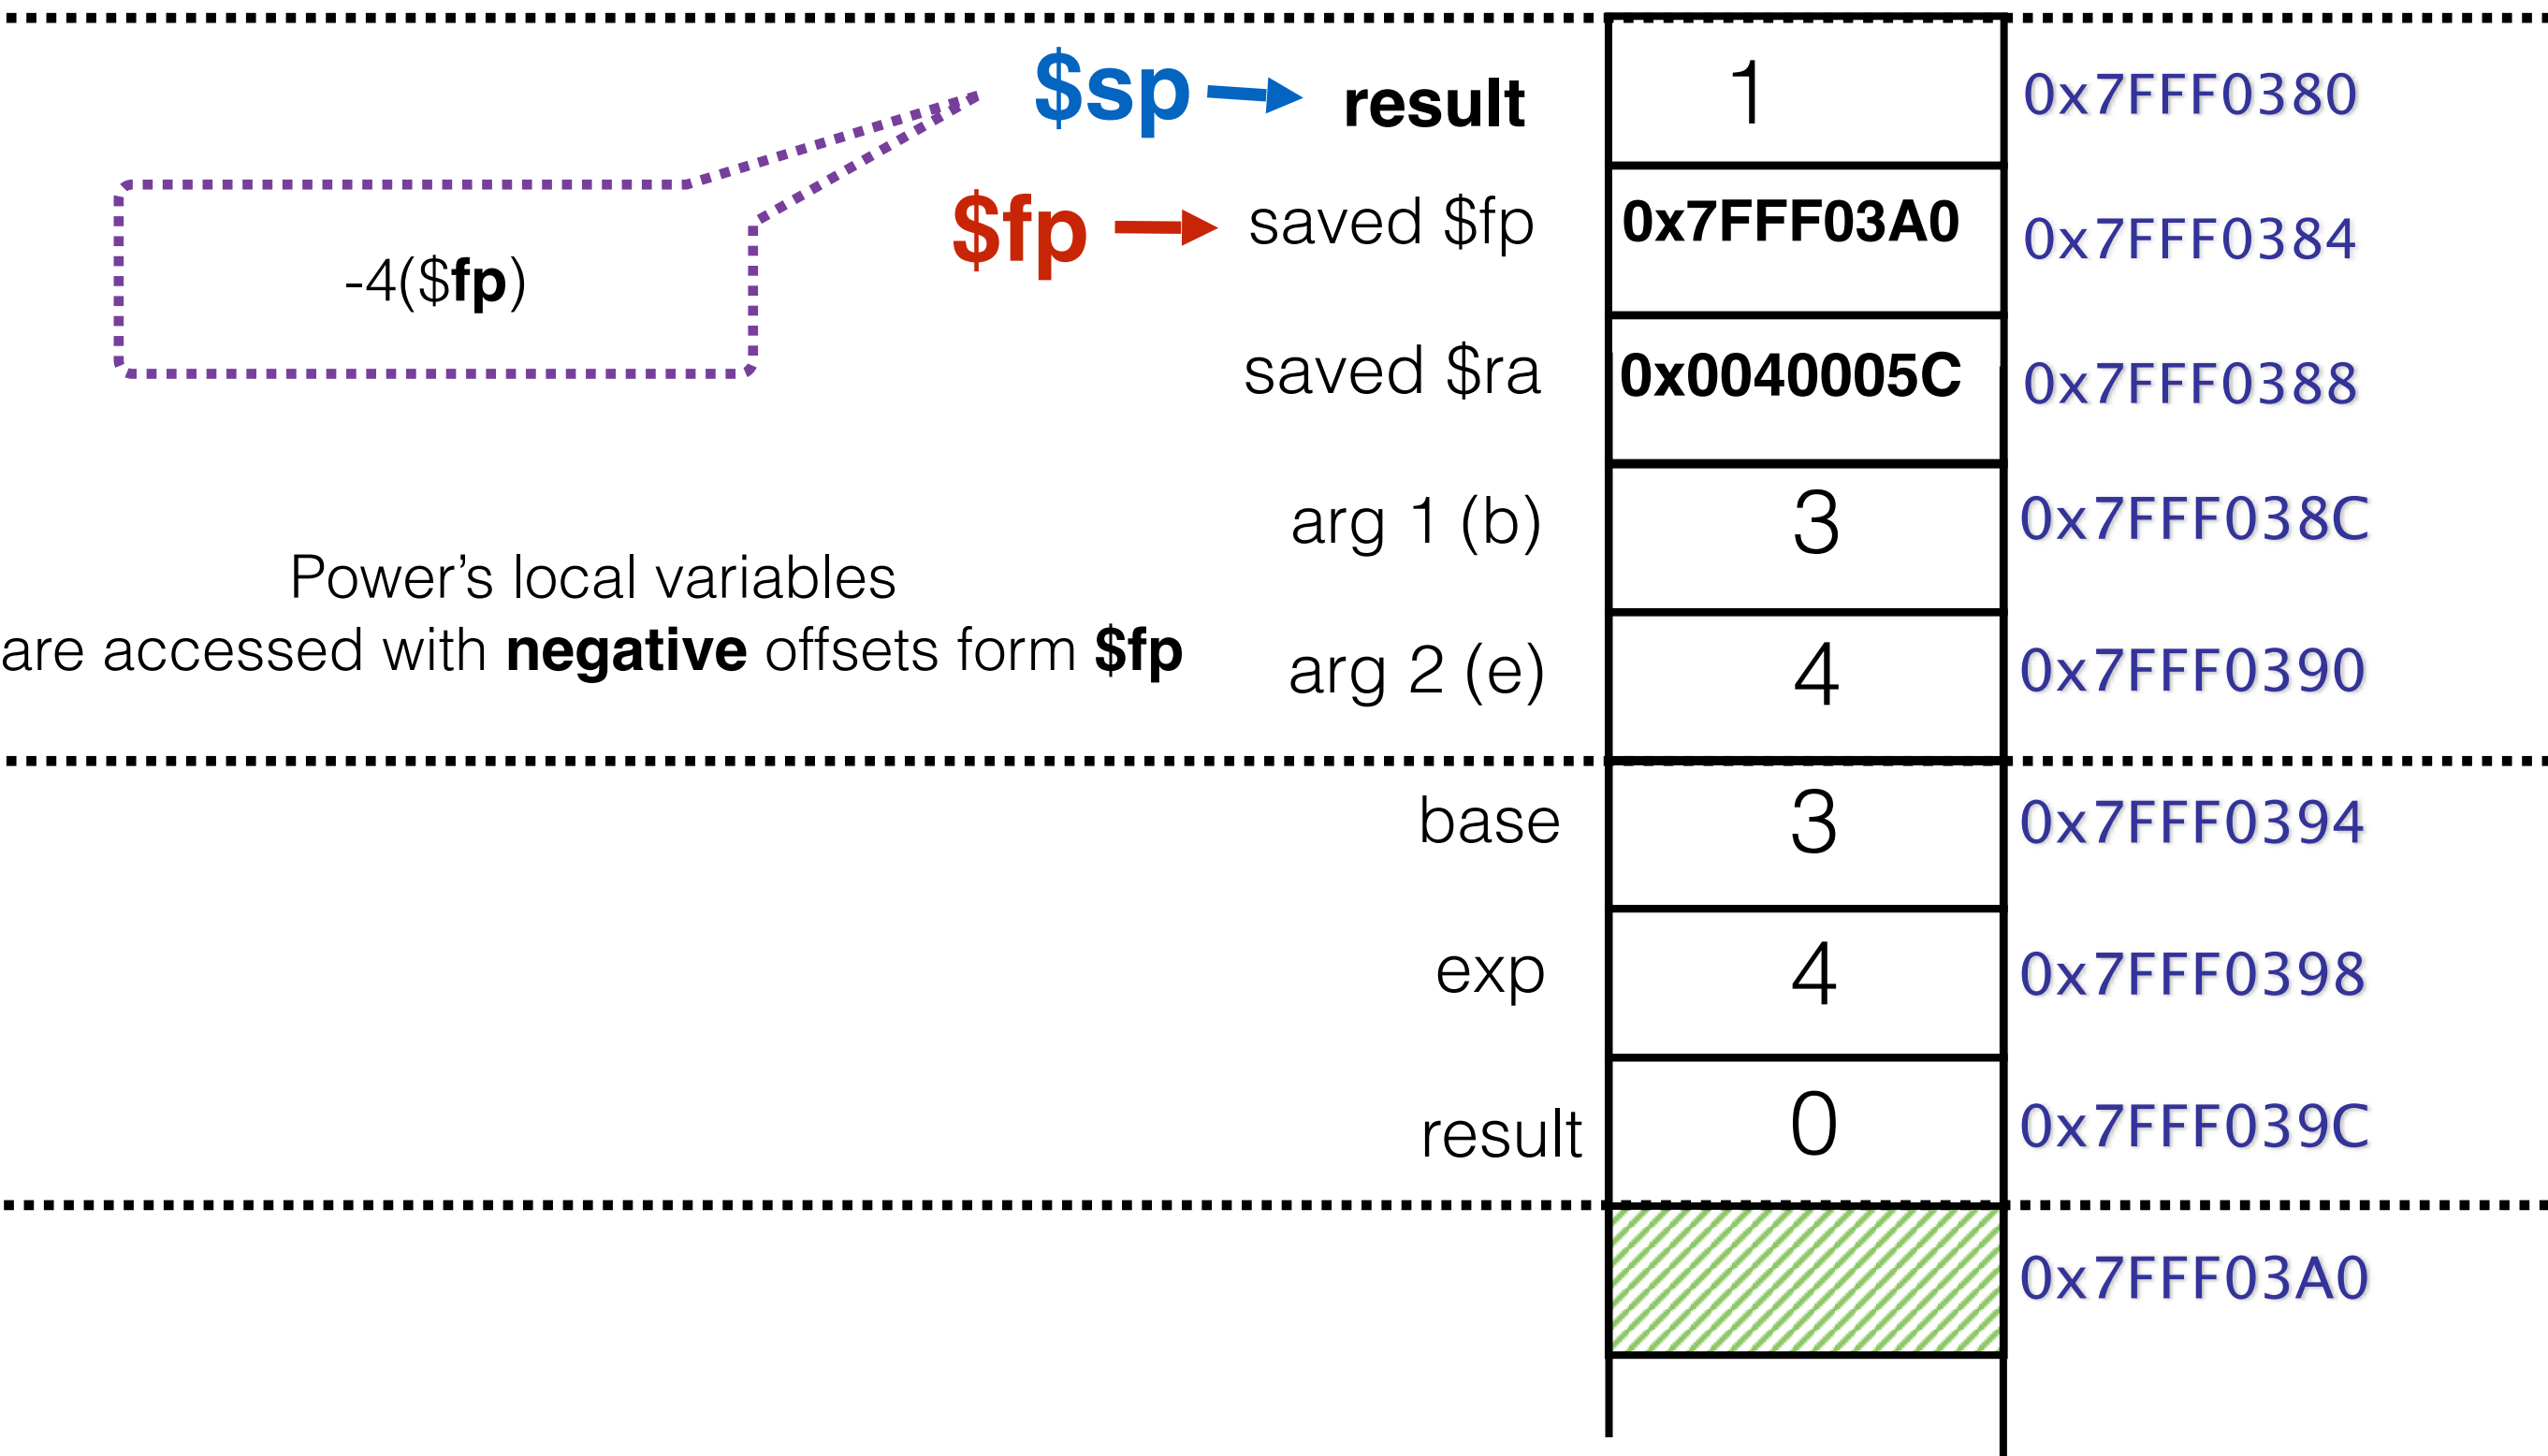 $sp result 1 0x7FFF0380
$fp saved $fp 0x7FFF03A0 0x7FFF0384
-4($fp)
saved $ra 0x0040005C 0x7FFF0388
arg 1 (b) 3 0x7FFF038C
Power’s local variables
are accessed with negative offsets form $fp
arg 2 (e) 4 0x7FFF0390
base 3 0x7FFF0394
exp 4 0x7FFF0398
result 0 0x7FFF039C
0x7FFF03A0